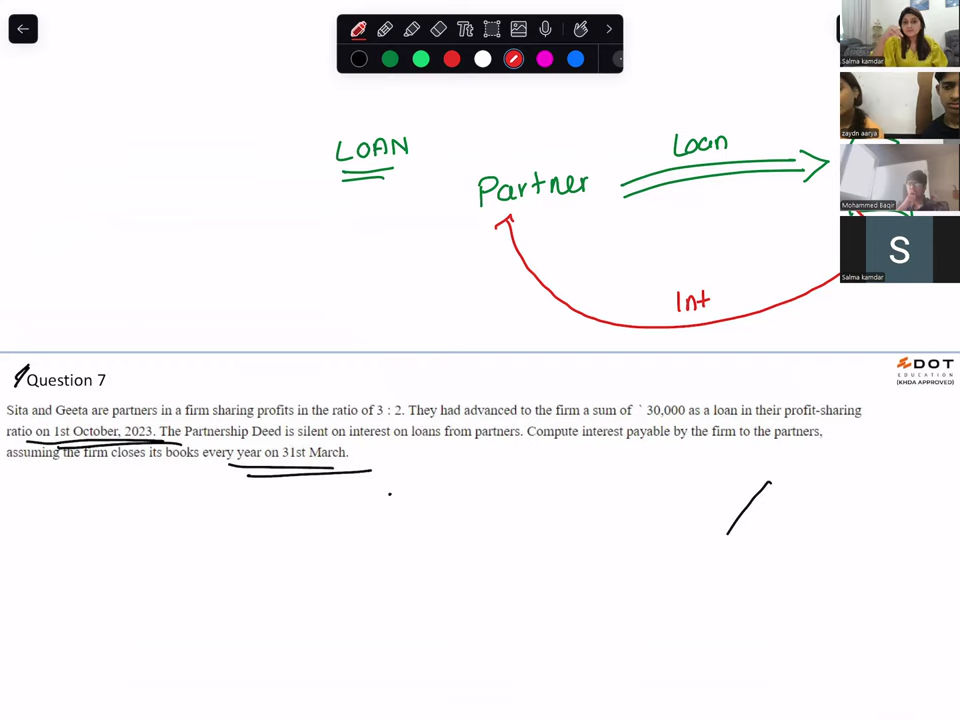 Tt
Salma kamdar
LOAN
Loan
zaydn aarya
Partner
Mohammed Baqir
S
Salma kamdar
Int
Question 7
DOT
EDUCATION
(KHDA APPROVED)
Sita and Geeta are partners in a firm sharing profits in the ratio of 3 : 2. They had advanced to the firm a sum of ` 30,000 as a loan in their profit-sharing
ratio on 1st October, 2023. The Partnership Deed is silent on interest on loans from partners. Compute interest payable by the firm to the partners,
assuming the firm closes its books every year on 31st March.